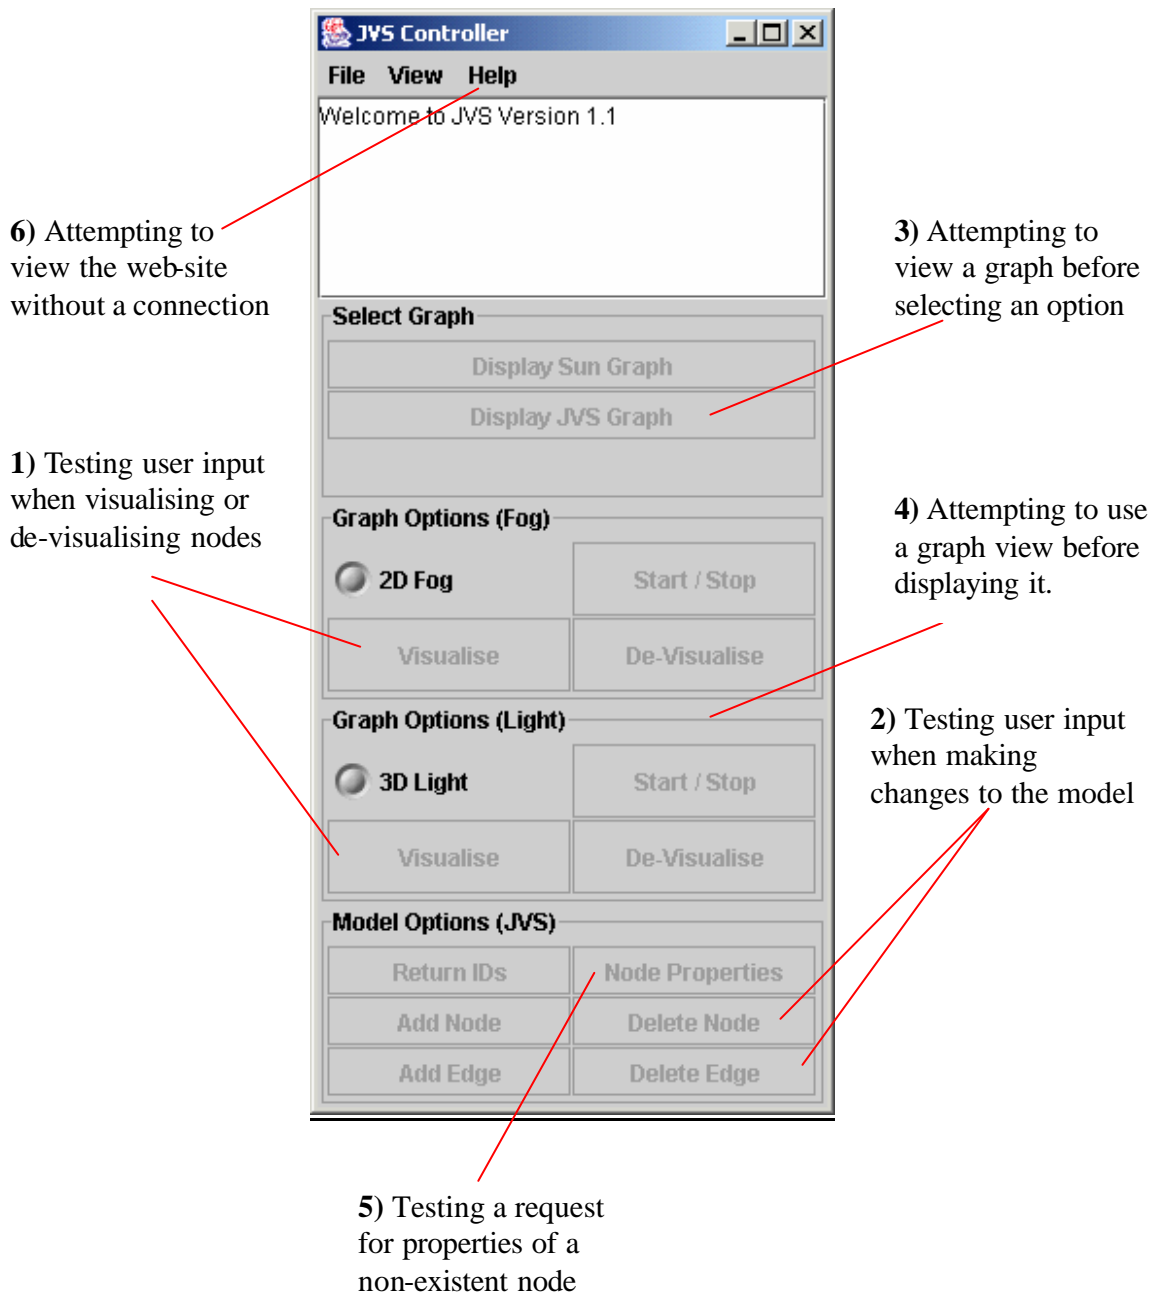 JVS Controller
File View Help
Welcome to JVS Version 1.1
6) Attempting to
view the web-site
without a connection
3) Attempting to
view a graph before
selecting an option
Select Graph
Display Sun Graph
Display JVS Graph
1) Testing user input
when visualising or
de-visualising nodes
Graph Options (Fog)
2D Fog Start / Stop
Visualise De-Visualise
4) Attempting to use
a graph view before
displaying it.
Graph Options (Light)
3D Light Start / Stop
Visualise De-Visualise
2) Testing user input
when making
changes to the model
Model Options (JVS)
Return IDs Node Properties
Add Node Delete Node
Add Edge Delete Edge
5) Testing a request
for properties of a
non-existent node